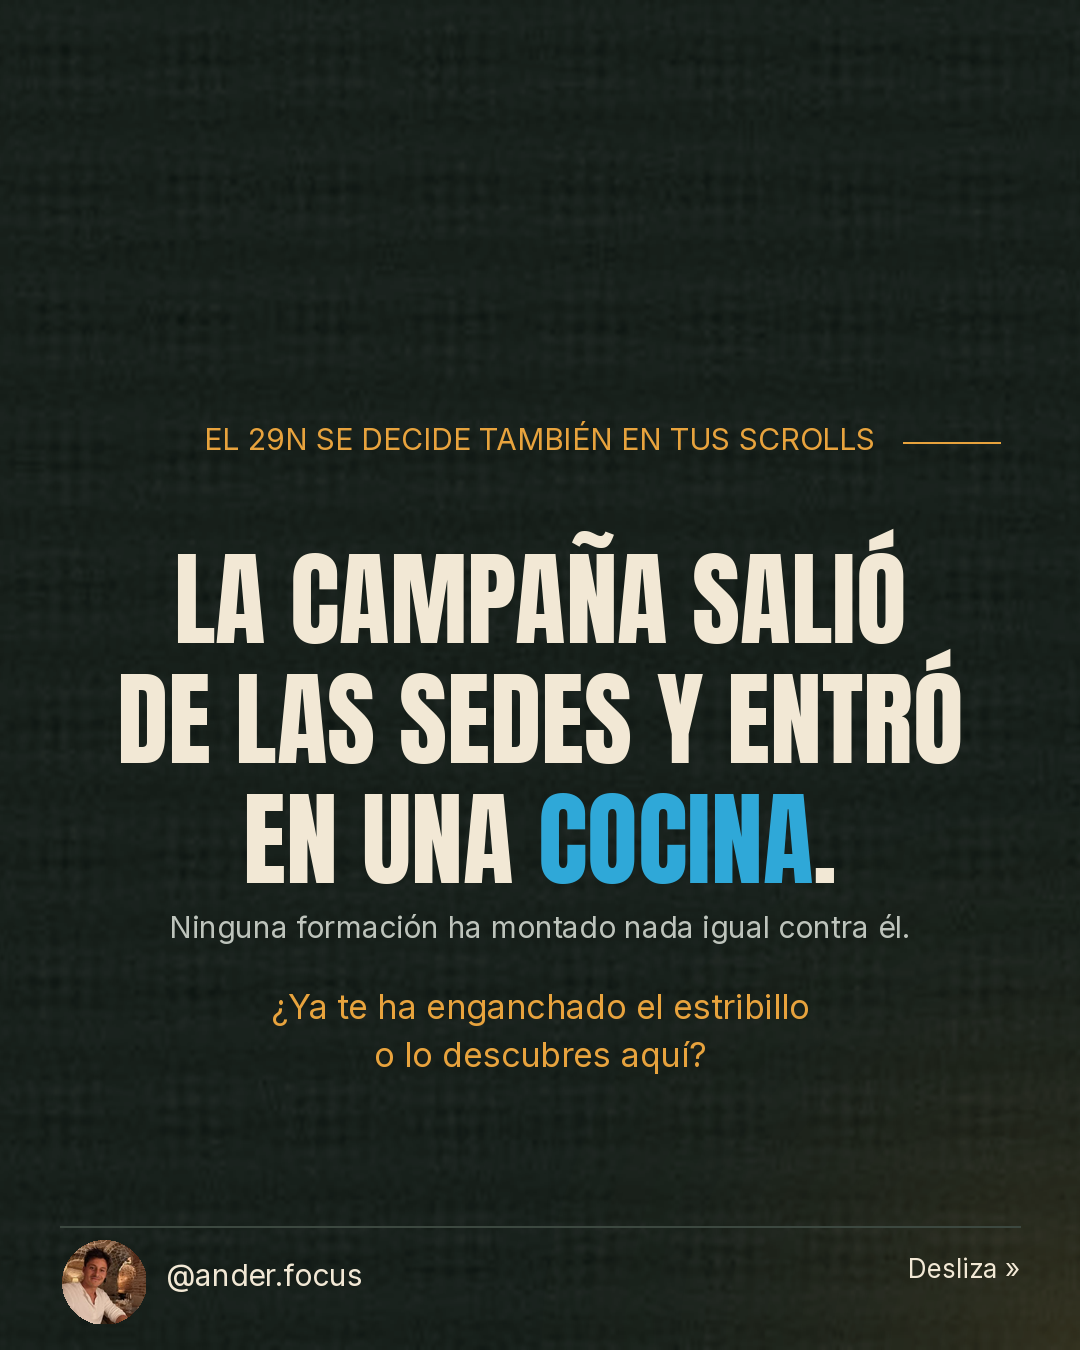 EL 29N SE DECIDE TAMBIÉN EN TUS SCROLLS
LA CAMPAÑA SALIÓ
DE LAS SEDES Y ENTRÓ
EN UNA COCINA.
Ninguna formación ha montado nada igual contra él.
¿Ya te ha enganchado el estribillo
o lo descubres aquí?
@ander.focus
Desliza »